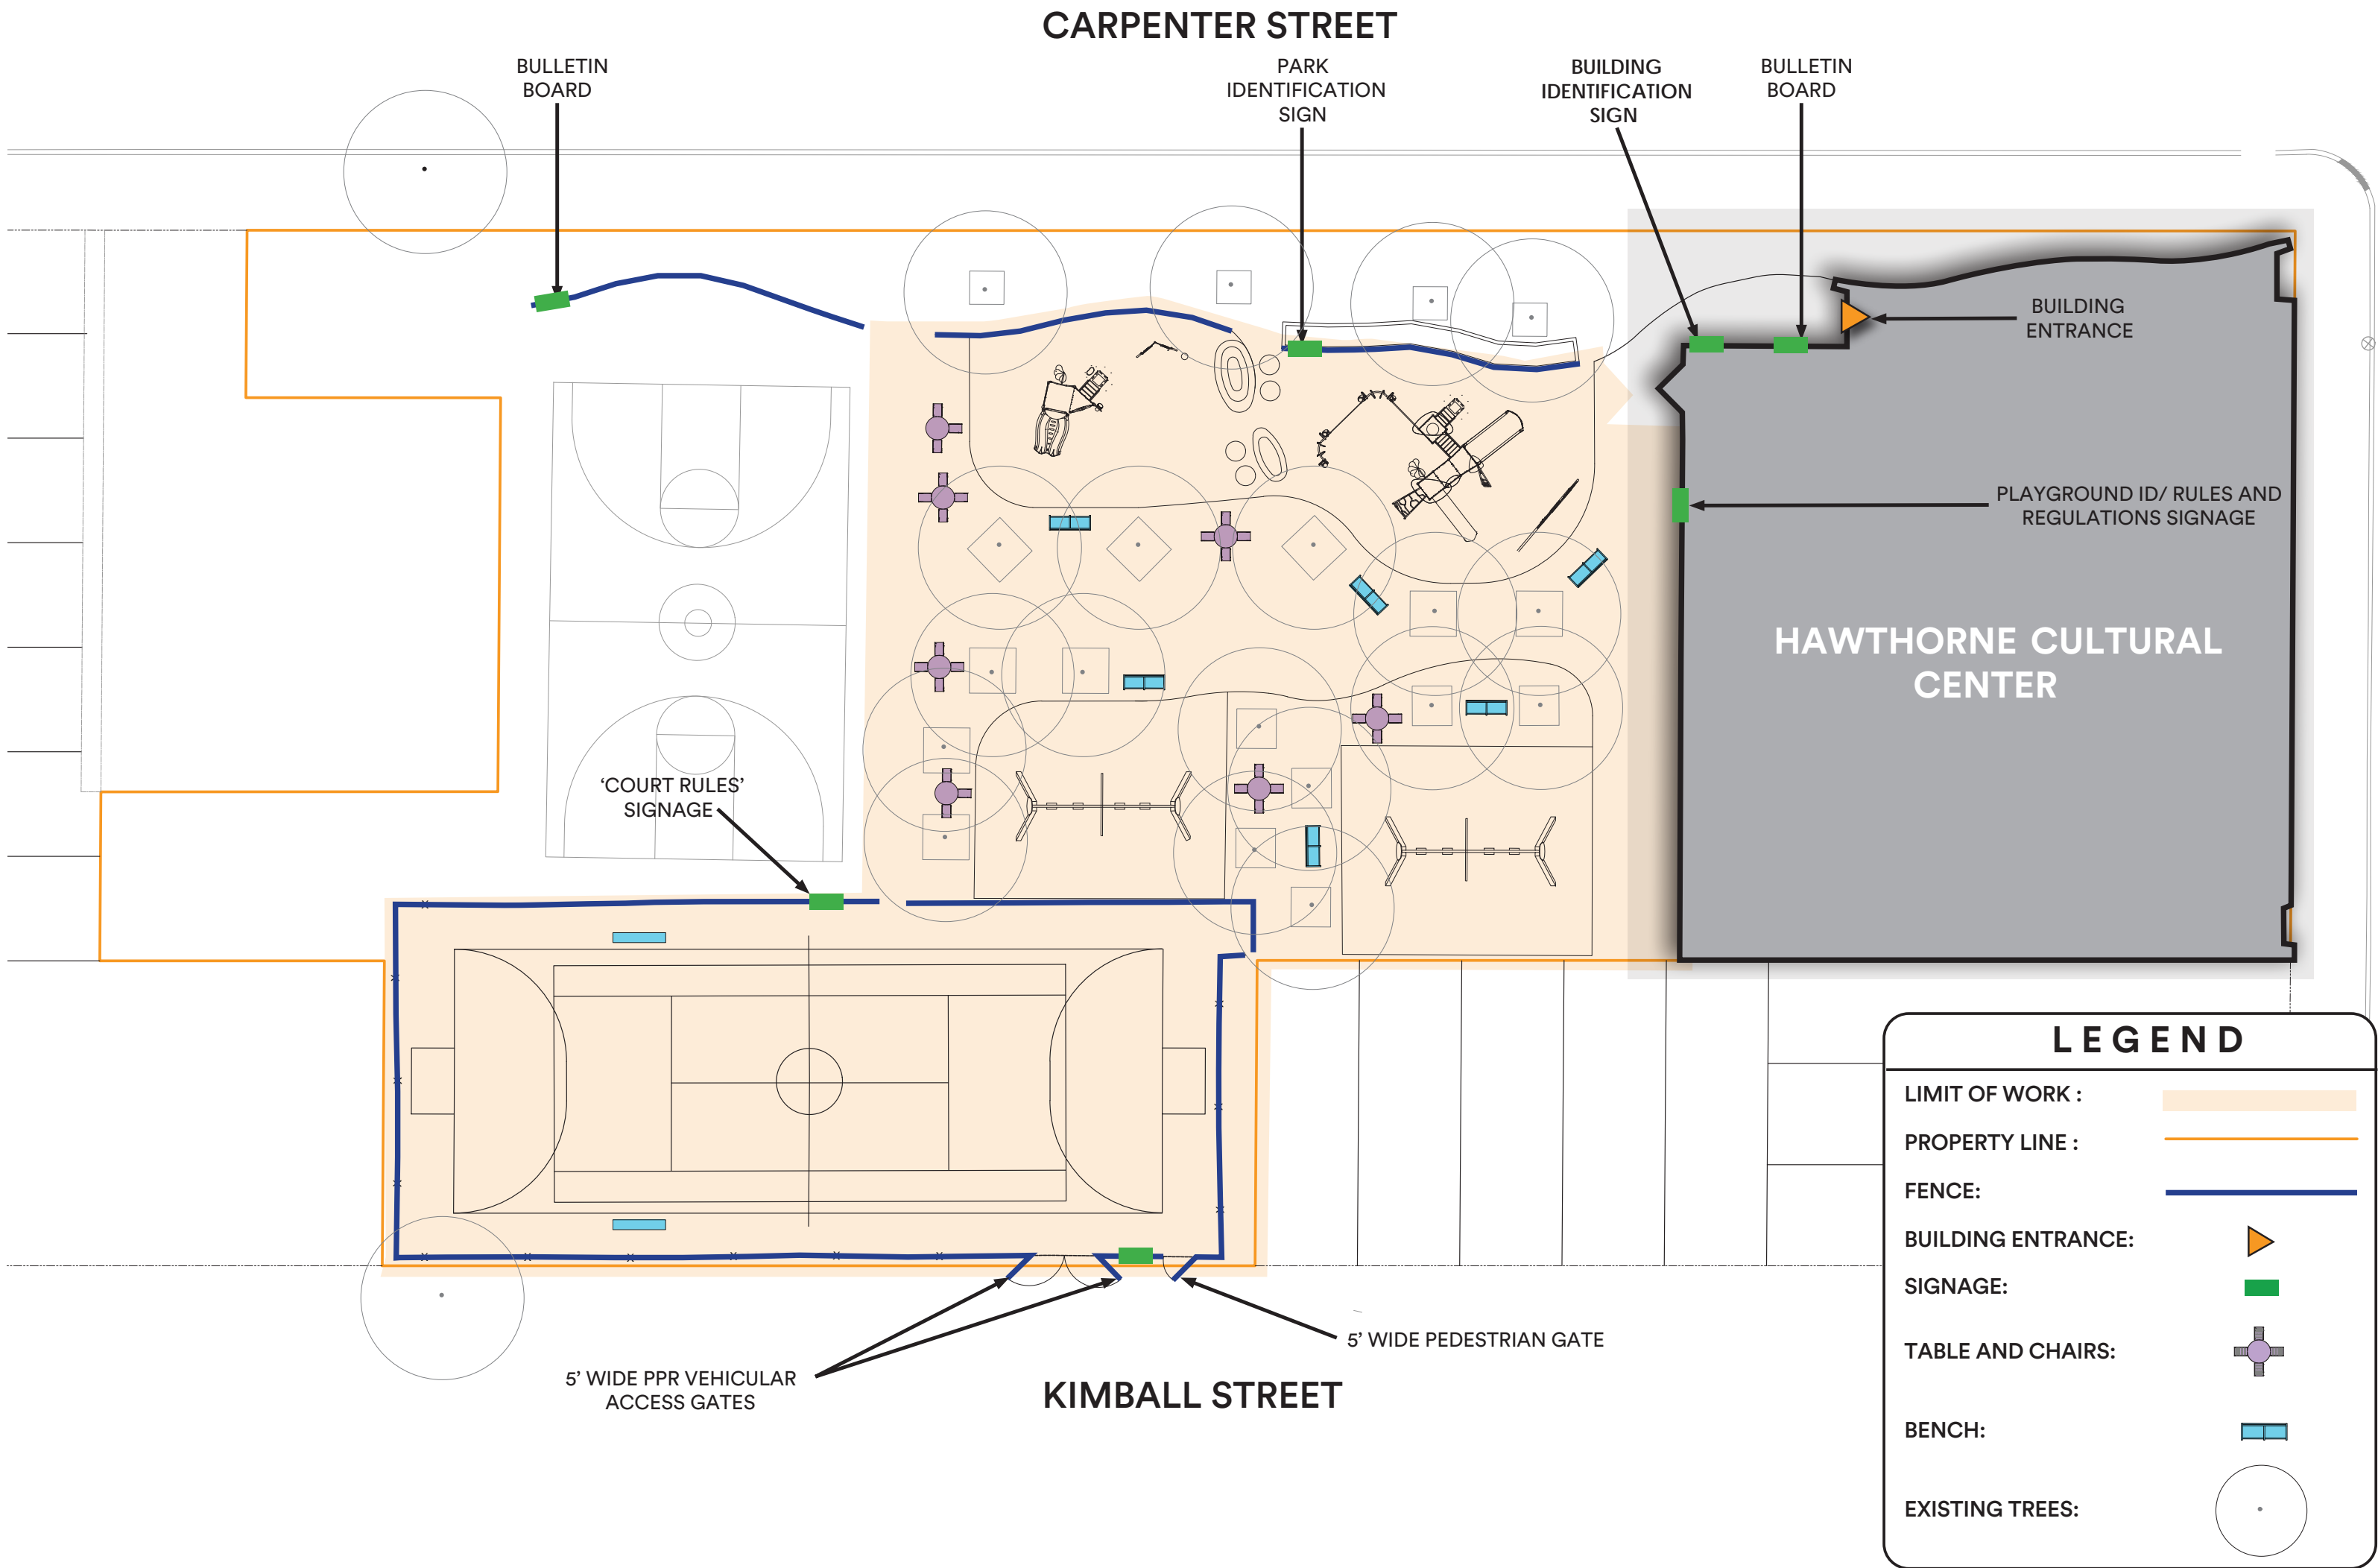 CARPENTER STREET
BULLETIN
BOARD
PARK
IDENTIFICATION
SIGN
BUILDING
IDENTIFICATION
SIGN
BULLETIN
BOARD
BUILDING
ENTRANCE
PLAYGROUND ID/ RULES AND
REGULATIONS SIGNAGE
HAWTHORNE CULTURAL
CENTER
‘COURT RULES’
SIGNAGE
5’ WIDE PEDESTRIAN GATE
5’ WIDE PPR VEHICULAR
ACCESS GATES
KIMBALL STREET
LEGEND
LIMIT OF WORK :
PROPERTY LINE :
FENCE:
BUILDING ENTRANCE:
SIGNAGE:
TABLE AND CHAIRS:
BENCH:
EXISTING TREES: